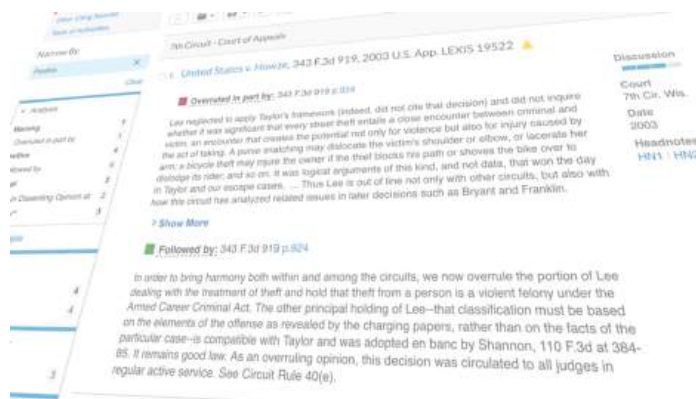 Other Citing Sources
Table of Authorities
Narrow By
Positive
Clear
Analysis
Warning
Overruled in part by
7th Circuit - Court of Appeals
1. United States v. Howze, 343 F.3d 919, 2003 U.S. App. LEXIS 19522
Overruled in part by: 343 F.3d 919 p.924
Lee neglected to apply Taylor's framework (indeed, did not cite that decision) and did not inquire
whether it was significant that every street theft entails a close encounter between criminal and
victim, an encounter that creates the potential not only for violence but also for injury caused by
the act of taking. A purse snatching may dislocate the victim's shoulder or elbow, or lacerate her
arm; a bicycle theft may injure the owner if the thief blocks his path or shoves the bike over to
dislodge its rider; and so on. It was logical arguments of this kind, and not data, that won the day
in Taylor and our escape cases. ... Thus Lee is out of line not only with other circuits, but also with
how this circuit has analyzed related issues in later decisions such as Bryant and Franklin.
Show More
Followed by: 343 F.3d 919 p.924
In order to bring harmony both within and among the circuits, we now overrule the portion of Lee
dealing with the treatment of theft and hold that theft from a person is a violent felony under the
Armed Career Criminal Act. The other principal holding of Lee--that classification must be based
on the elements of the offense as revealed by the charging papers, rather than on the facts of the
particular case--is compatible with Taylor and was adopted en banc by Shannon, 110 F.3d at 384-
85. It remains good law. As an overruling opinion, this decision was circulated to all judges in
regular active service. See Circuit Rule 40(e).
Discussion
Court
7th Cir. Wis.
Date
2003
Headnotes
HN1 HN2